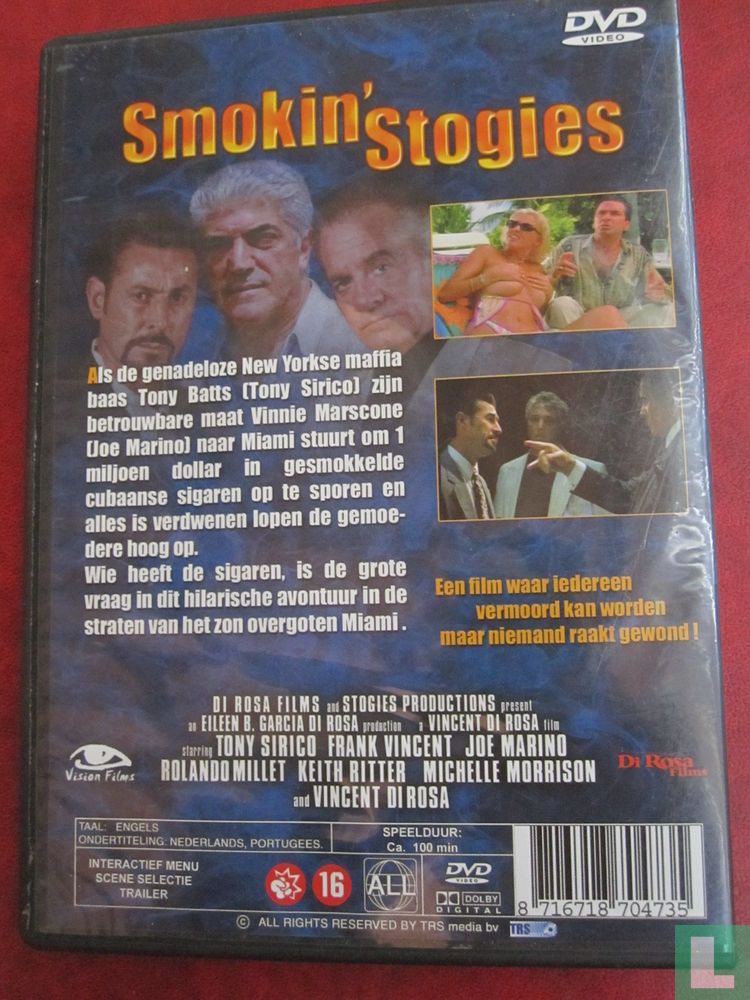 DVD
VIDEO
Smokin' Stogies
Als de genadeloze New Yorkse maffia
baas Tony Batts (Tony Sirico) zijn
betrouwbare maat Vinnie Marscone
(Joe Marino) naar Miami stuurt om 1
miljoen dollar in gesmokkelde
cubaanse sigaren op te sporen en
alles is verdwenen lopen de gemoe-
dere hoog op.
Wie heeft de sigaren, is de grote
vraag in dit hilarische avontuur in de
straten van het zon overgoten Miami .
Een film waar iedereen
vermoord kan worden
maar niemand raakt gewond !
DI ROSA FILMS and STOGIES PRODUCTIONS present
an EILEEN B. GARCIA DI ROSA production a VINCENT DI ROSA film
starring TONY SIRICO FRANK VINCENT JOE MARINO
ROLANDO MILLET KEITH RITTER MICHELLE MORRISON
and VINCENT DI ROSA
Vision Films
Di Rosa
Films
TAAL: ENGELS
ONDERTITELING: NEDERLANDS, PORTUGEES.
SPEELDUUR:
Ca. 100 min
INTERACTIEF MENU
SCENE SELECTIE
TRAILER
16
ALL
DVD
VIDEO
DOLBY
DIGITAL
8 716718 704735
© ALL RIGHTS RESERVED BY TRS media bv
TRS